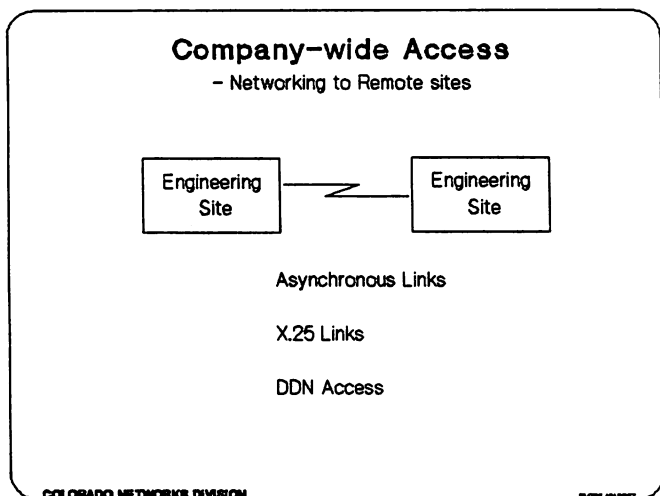 Company-wide Access
- Networking to Remote sites
Engineering
Site
Engineering
Site
Asynchronous Links
X.25 Links
DDN Access
COLORADO NETWORKS DIVISION